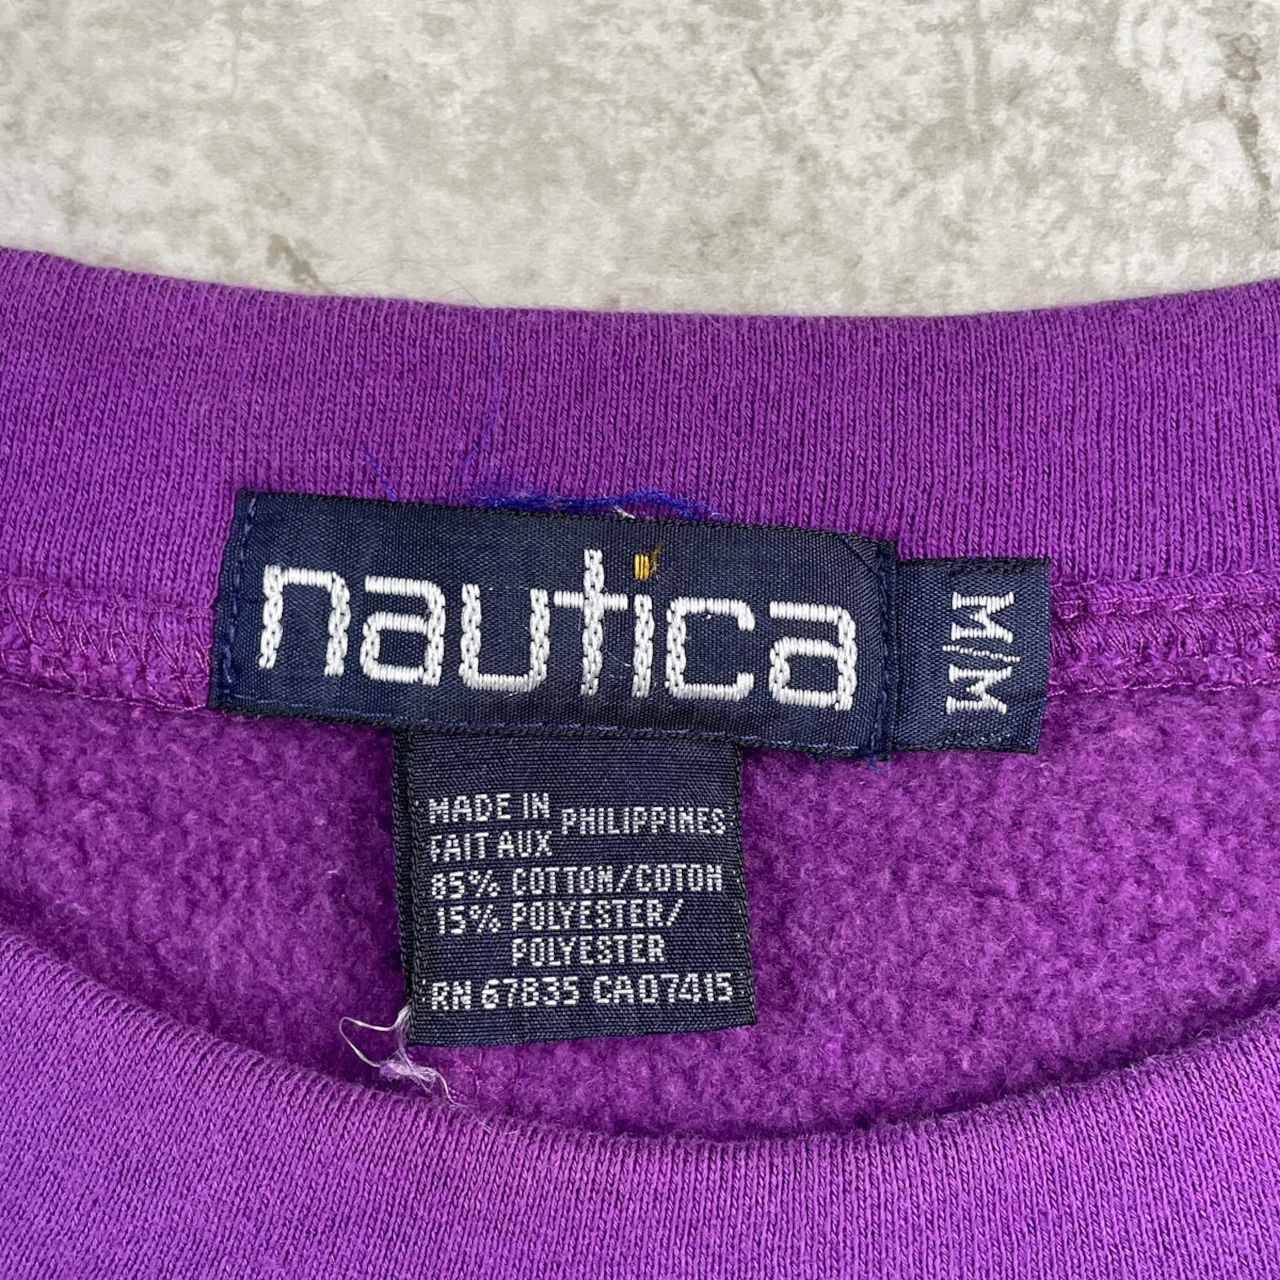 nautica
M/M
MADE IN PHILIPPINES
FAIT AUX
85% COTTON/COTON
15% POLYESTER/
POLYESTER
RN 67835 CA07415